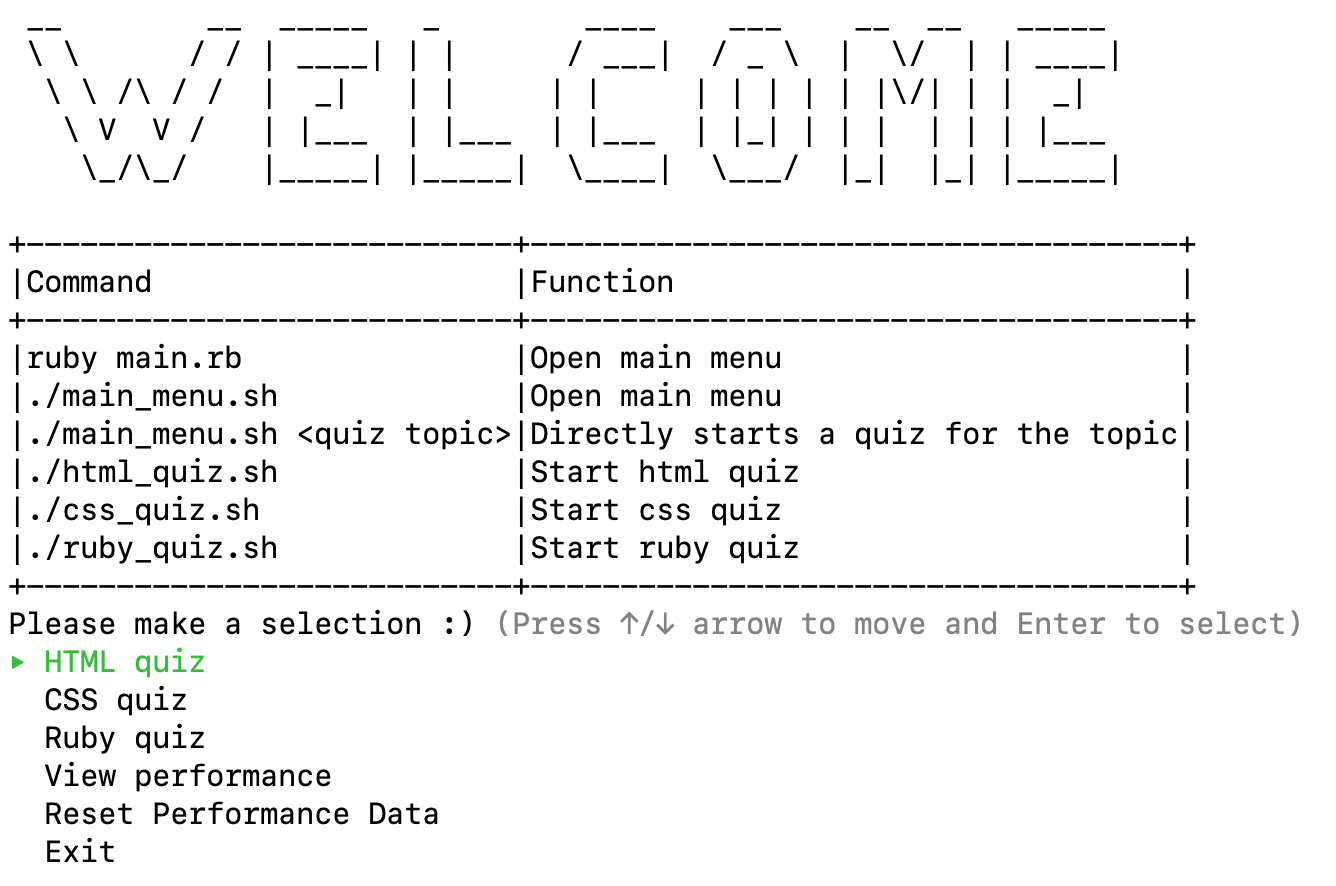 WELCOME
Command Function
ruby main.rb Open main menu
./main_menu.sh Open main menu
./main_menu.sh <quiz topic> Directly starts a quiz for the topic
./html_quiz.sh Start html quiz
./css_quiz.sh Start css quiz
./ruby_quiz.sh Start ruby quiz
Please make a selection :) (Press ↑/↓ arrow to move and Enter to select)
‣ HTML quiz
CSS quiz
Ruby quiz
View performance
Reset Performance Data
Exit